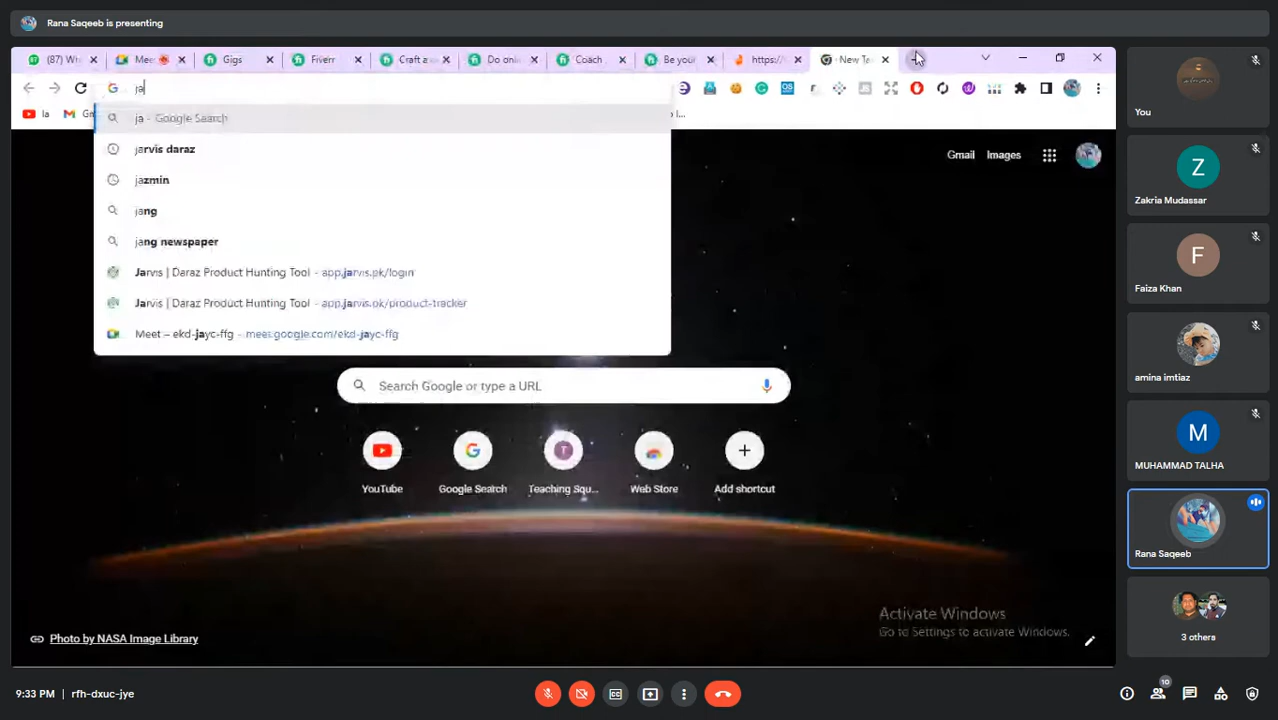 Rana Saqeeb is presenting
(87) Wh
Mee
Gigs
Fiverr
Craft a
Do onli
Coach
Be your
https://
New Ta
ja
Gm
ja - Google Search
jarvis daraz
jazmin
jang
jang newspaper
Jarvis | Daraz Product Hunting Tool - app.jarvis.pk/login
Jarvis | Daraz Product Hunting Tool - app.jarvis.pk/product-tracker
Meet – ekd-jayc-ffg - meet.google.com/ekd-jayc-ffg
Gmail Images
Search Google or type a URL
YouTube
Google Search
T
Teaching Squ...
Web Store
Add shortcut
Activate Windows
Go to Settings to activate Windows.
Photo by NASA Image Library
You
Z
Zakria Mudassar
F
Faiza Khan
amina imtiaz
M
MUHAMMAD TALHA
Rana Saqeeb
3 others
9:33 PM | rfh-dxuc-jye
10